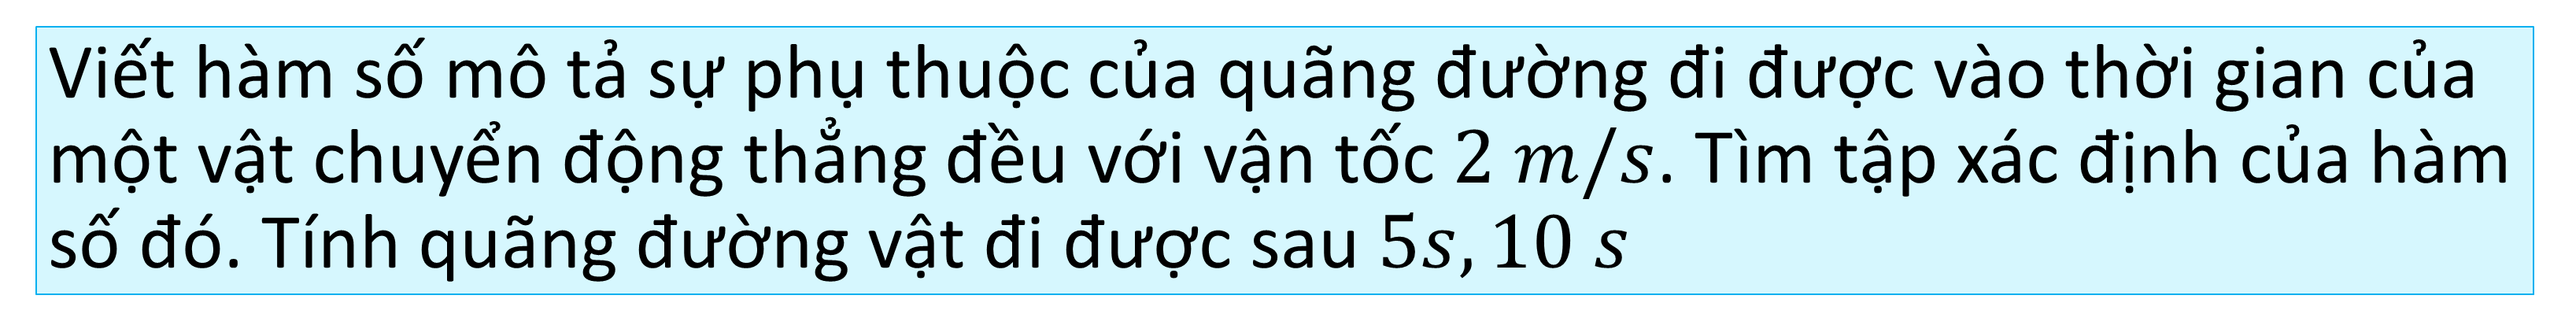 Viết hàm số mô tả sự phụ thuộc của quãng đường đi được vào thời gian của
một vật chuyển động thẳng đều với vận tốc 2 m/s. Tìm tập xác định của hàm
số đó. Tính quãng đường vật đi được sau 5s, 10 s